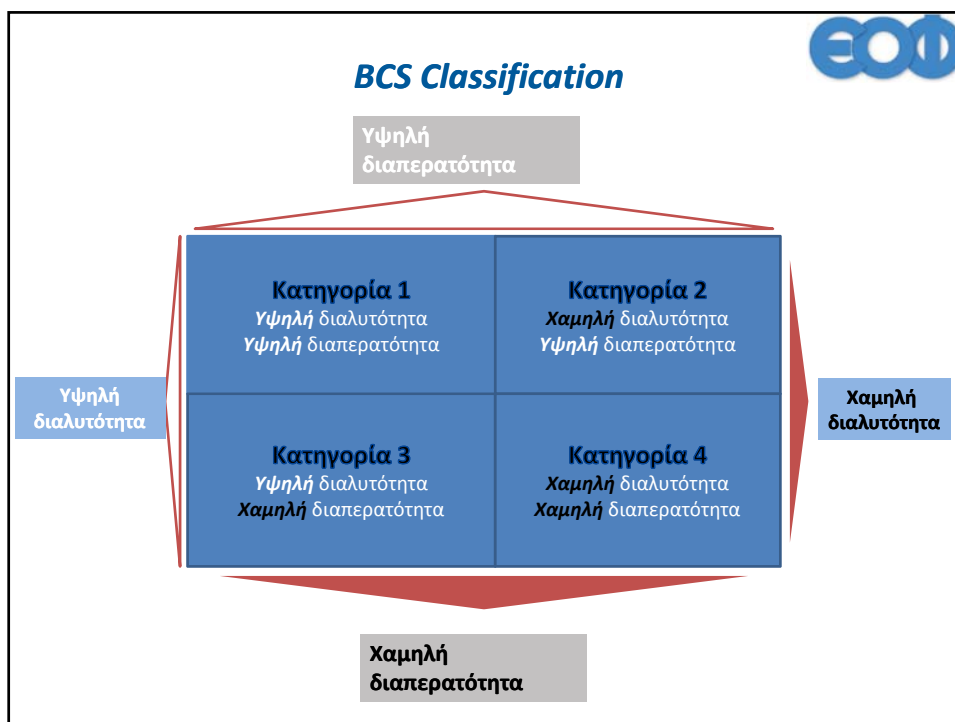 ΕΟΦ
BCS Classification
Υψηλή
διαπερατότητα
Κατηγορία 1
Υψηλή διαλυτότητα
Υψηλή διαπερατότητα
Κατηγορία 2
Χαμηλή διαλυτότητα
Υψηλή διαπερατότητα
Υψηλή
διαλυτότητα
Χαμηλή
διαλυτότητα
Κατηγορία 3
Υψηλή διαλυτότητα
Χαμηλή διαπερατότητα
Κατηγορία 4
Χαμηλή διαλυτότητα
Χαμηλή διαπερατότητα
Χαμηλή
διαπερατότητα